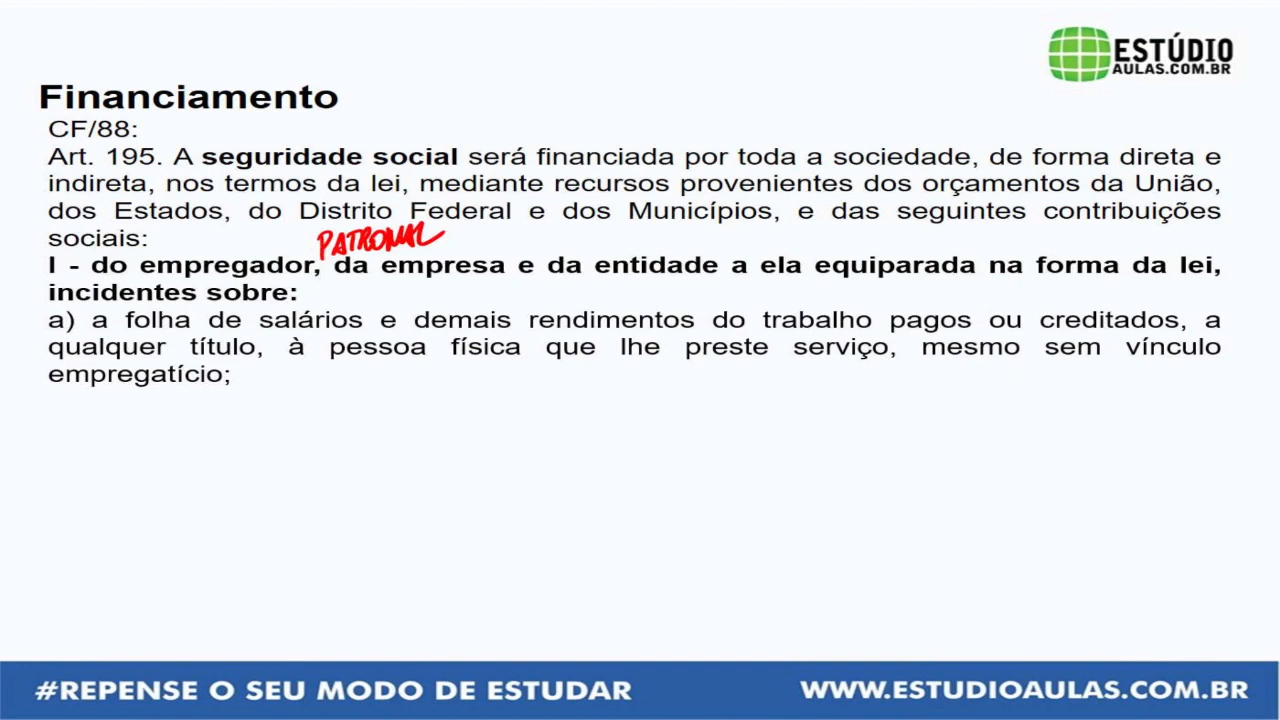 ESTÚDIO
AULAS.COM.BR
Financiamento
CF/88:
Art. 195. A seguridade social será financiada por toda a sociedade, de forma direta e
indireta, nos termos da lei, mediante recursos provenientes dos orçamentos da União,
dos Estados, do Distrito Federal e dos Municípios, e das seguintes contribuições
sociais:
PATRONAL
I - do empregador, da empresa e da entidade a ela equiparada na forma da lei,
incidentes sobre:
a) a folha de salários e demais rendimentos do trabalho pagos ou creditados, a
qualquer título, à pessoa física que lhe preste serviço, mesmo sem vínculo
empregatício;
#REPENSE O SEU MODO DE ESTUDAR
WWW.ESTUDIOAULAS.COM.BR